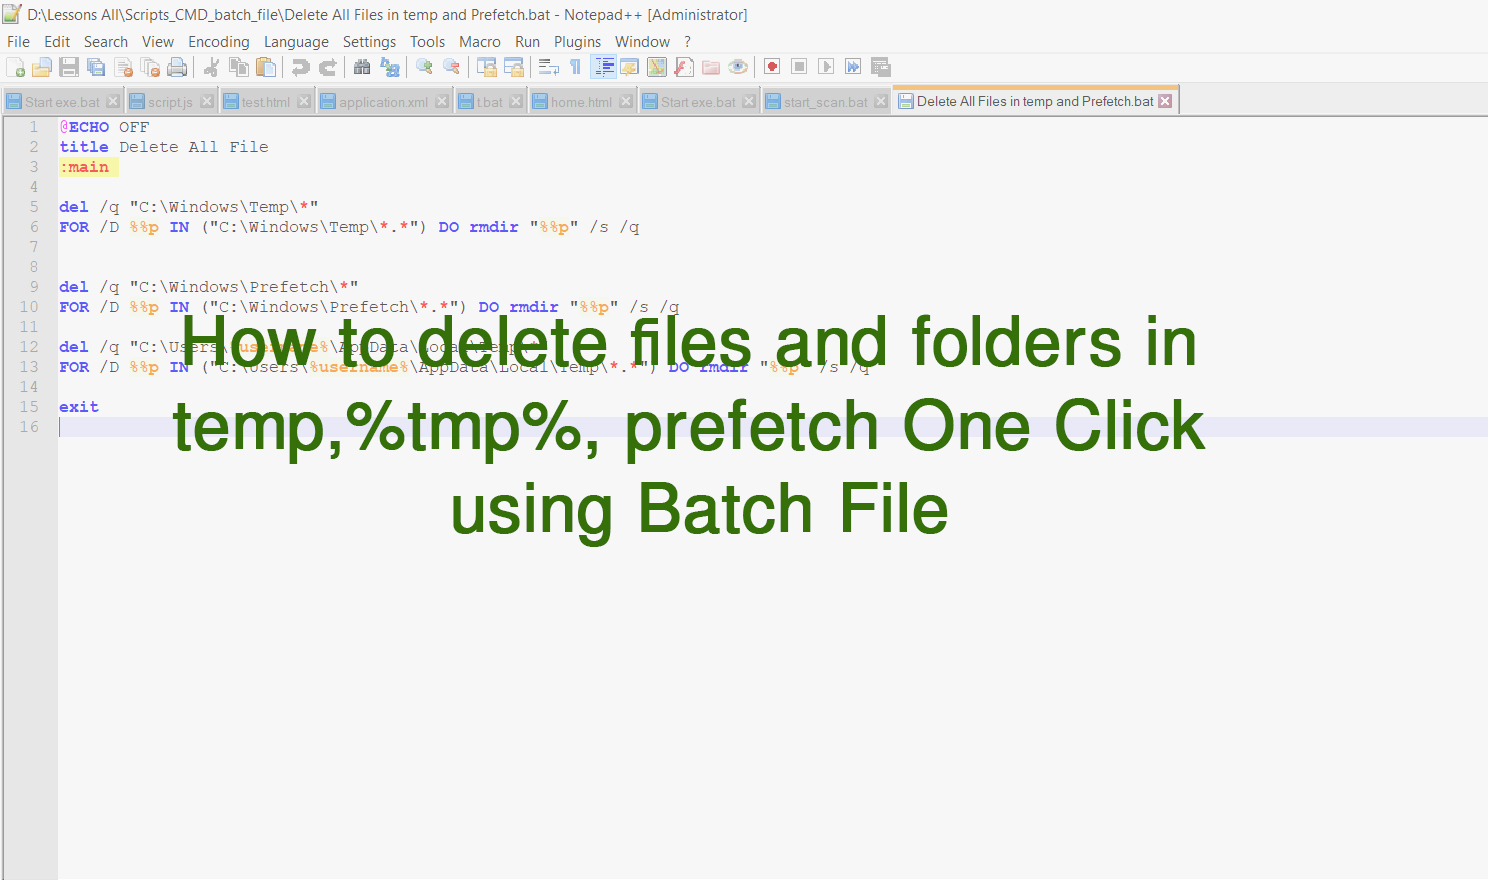 D:\Lessons All\Scripts_CMD_batch_file\Delete All Files in temp and Prefetch.bat - Notepad++ [Administrator]
File Edit Search View Encoding Language Settings Tools Macro Run Plugins Window ?
Start exe.bat script.js test.html application.xml t.bat home.html Start exe.bat start_scan.bat Delete All Files in temp and Prefetch.bat
1 @ECHO OFF
2 title Delete All File
3 :main
4
5 del /q "C:\Windows\Temp\*"
6 FOR /D %%p IN ("C:\Windows\Temp\*.*") DO rmdir "%%p" /s /q
7
8
9 del /q "C:\Windows\Prefetch\*"
10 FOR /D %%p IN ("C:\Windows\Prefetch\*.*") DO rmdir "%%p" /s /q
11
12 del /q "C:\Users\%username%\AppData\Local\Temp\*"
13 FOR /D %%p IN ("C:\Users\%username%\AppData\Local\Temp\*.*") DO rmdir "%%p" /s /q
14
15 exit
16
How to delete files and folders in
temp,%tmp%, prefetch One Click
using Batch File